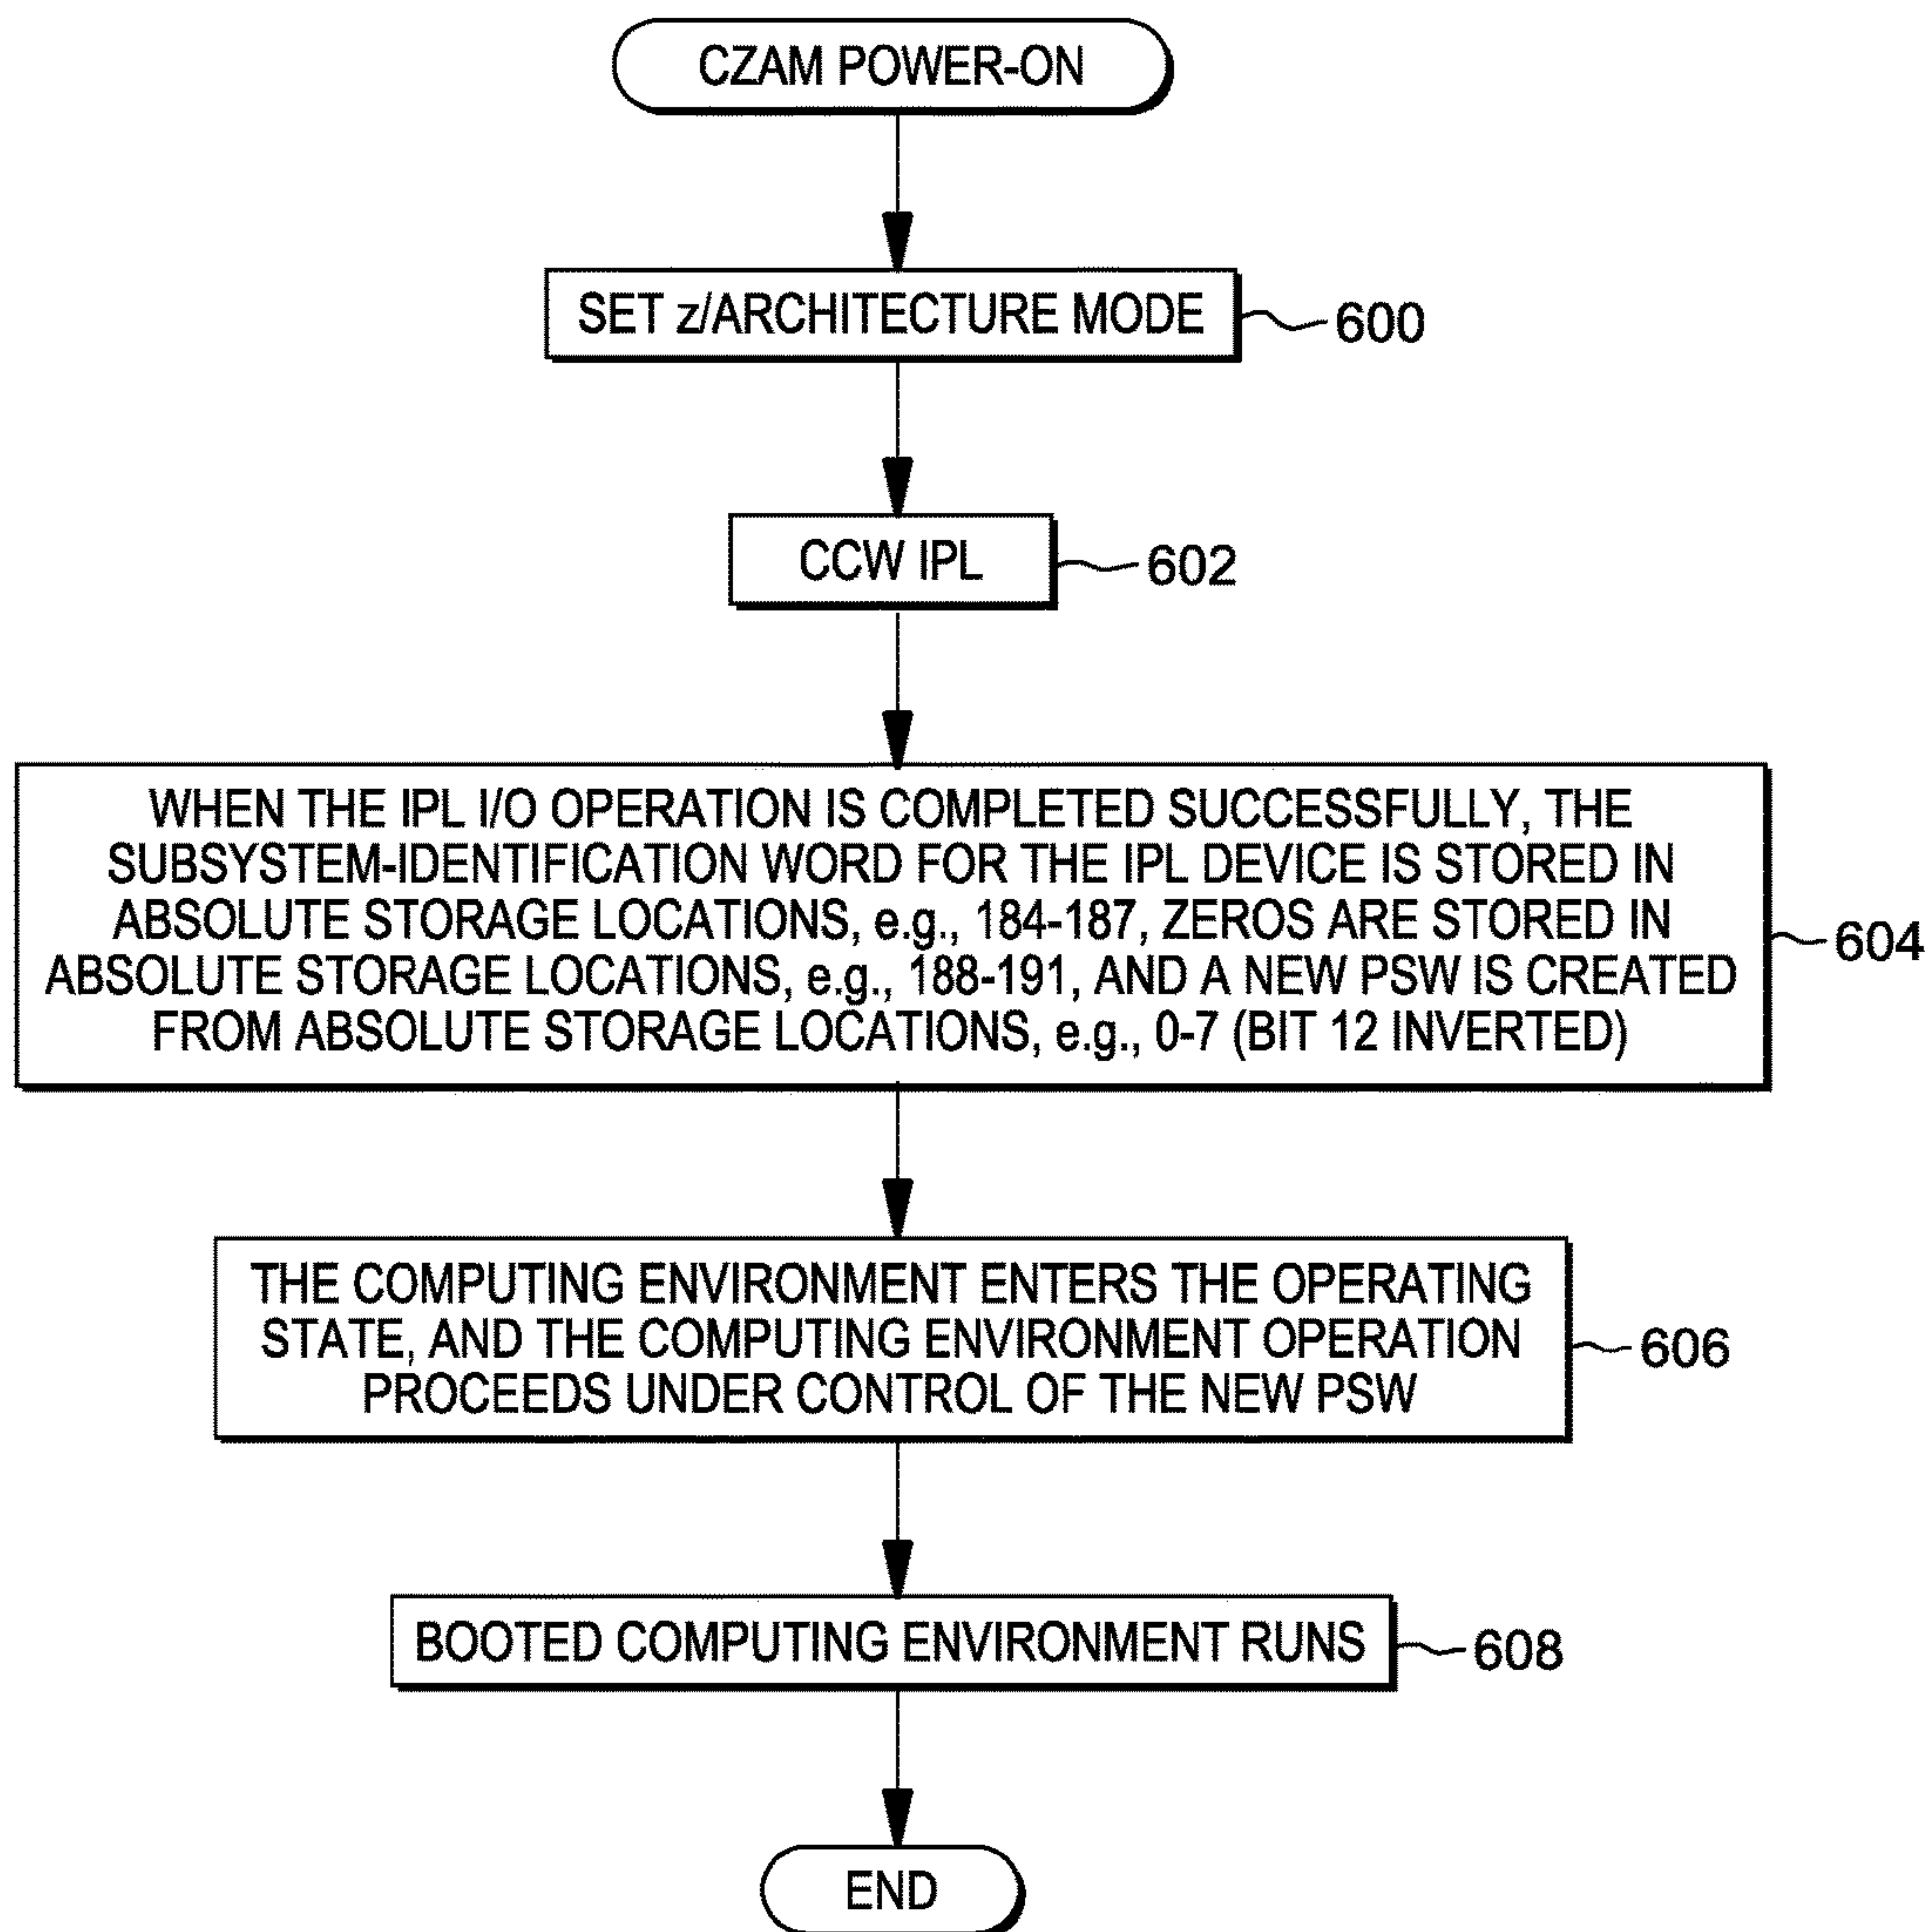 CZAM POWER-ON
SET z/ARCHITECTURE MODE
600
CCW IPL
602
WHEN THE IPL I/O OPERATION IS COMPLETED SUCCESSFULLY, THE
SUBSYSTEM-IDENTIFICATION WORD FOR THE IPL DEVICE IS STORED IN
ABSOLUTE STORAGE LOCATIONS, e.g., 184-187, ZEROS ARE STORED IN
ABSOLUTE STORAGE LOCATIONS, e.g., 188-191, AND A NEW PSW IS CREATED
FROM ABSOLUTE STORAGE LOCATIONS, e.g., 0-7 (BIT 12 INVERTED)
604
THE COMPUTING ENVIRONMENT ENTERS THE OPERATING
STATE, AND THE COMPUTING ENVIRONMENT OPERATION
PROCEEDS UNDER CONTROL OF THE NEW PSW
606
BOOTED COMPUTING ENVIRONMENT RUNS
608
END